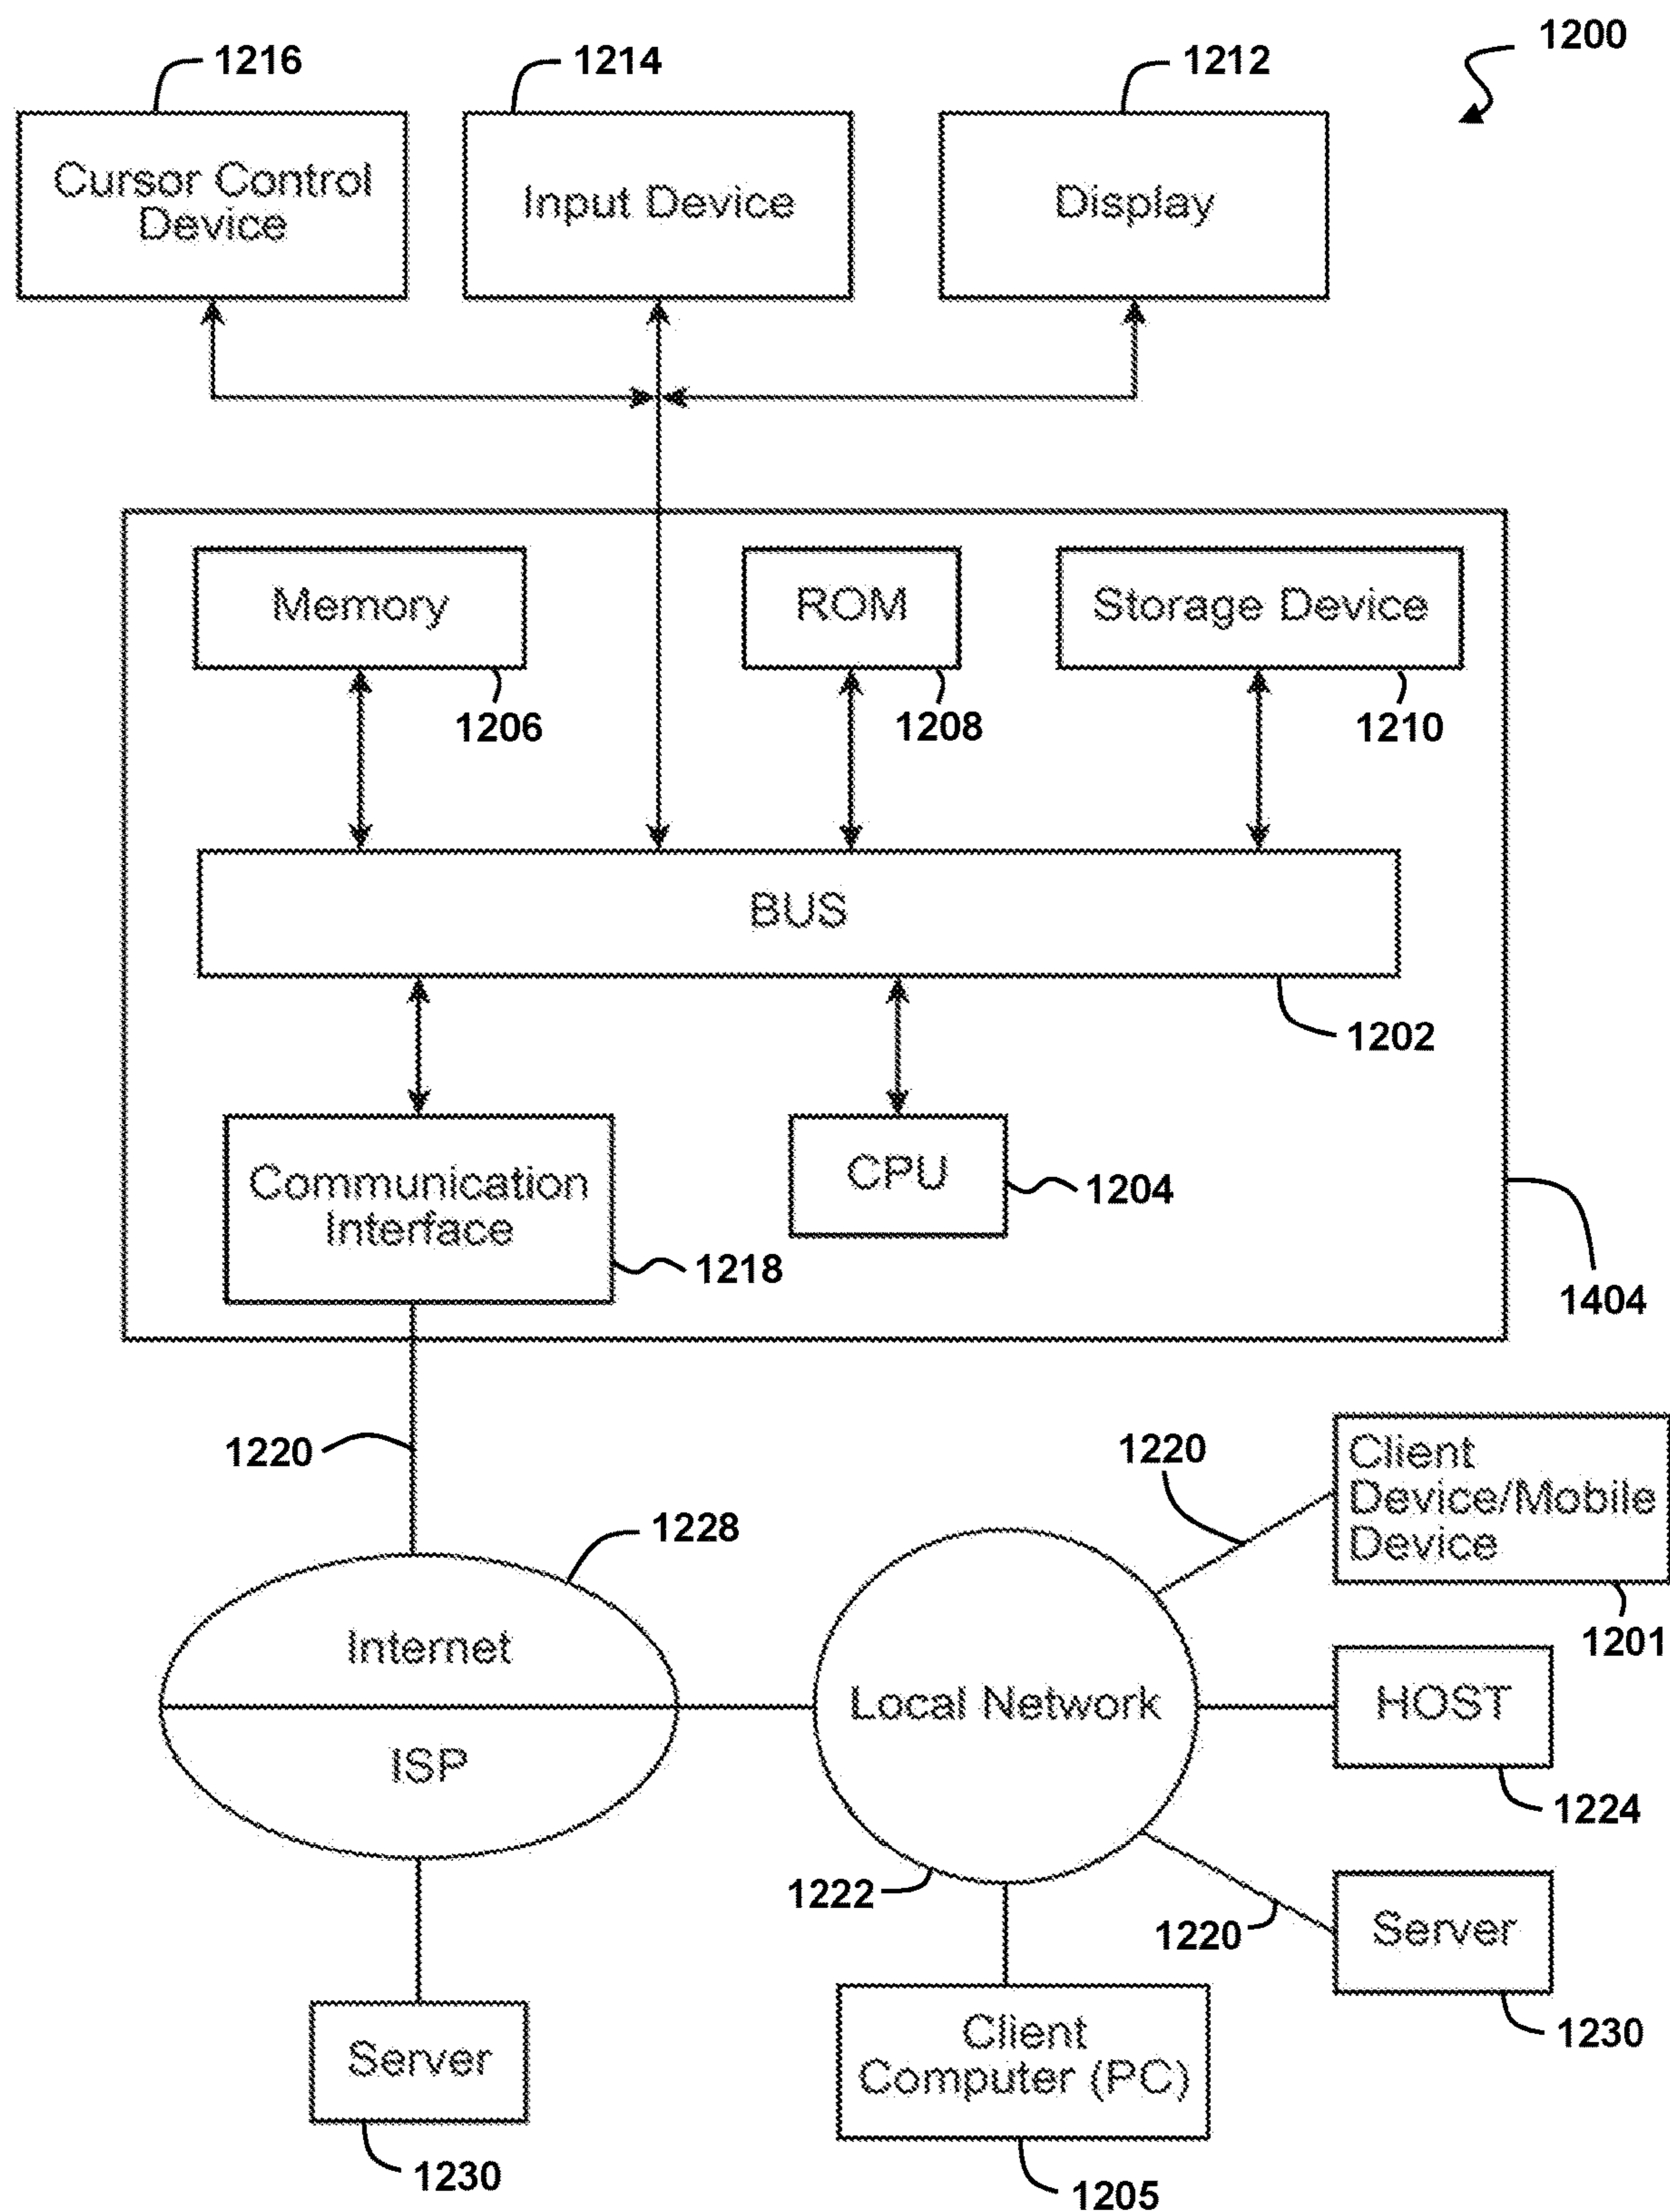 1200
1216
1214
1212
Cursor Control
Device
Input Device
Display
Memory
ROM
Storage Device
1206
1208
1210
BUS
1202
Communication
Interface
CPU
1204
1218
1404
1220
1220
Client
Device/Mobile
Device
1228
1201
Internet
Local Network
HOST
ISP
1224
1222
1220
Server
1230
Server
Client
Computer (PC)
1230
1205